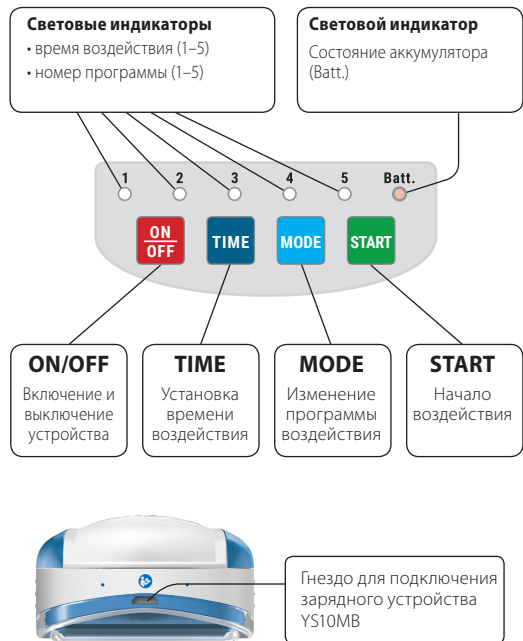 Световые индикаторы
• время воздействия (1–5)
• номер программы (1–5)
Световой индикатор
Состояние аккумулятора
(Batt.)
1 2 3 4 5 Batt.
ON
OFF
TIME
MODE
START
ON/OFF
Включение и
выключение
устройства
TIME
Установка
времени
воздействия
MODE
Изменение
программы
воздействия
START
Начало
воздействия
Гнездо для подключения
зарядного устройства
YS10MB